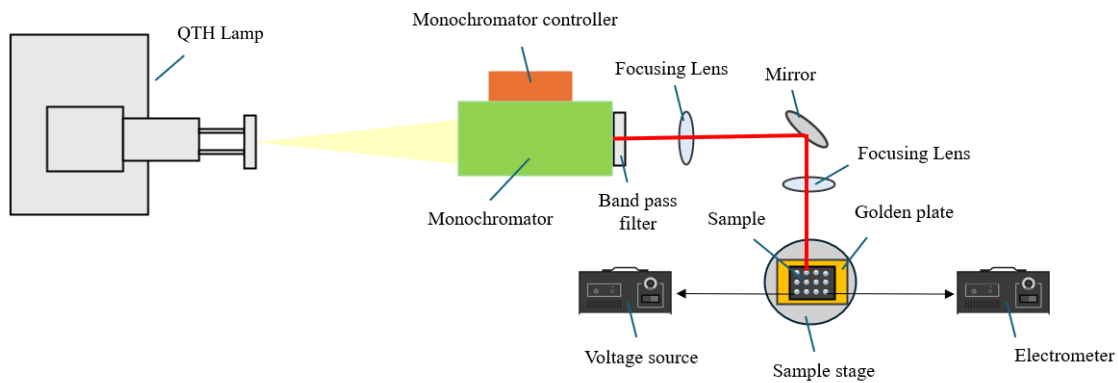 Monochromator controller
QTH Lamp
Focusing Lens
Mirror
Focusing Lens
Monochromator
Band pass
filter
Sample
Golden plate
Voltage source
Sample stage
Electrometer